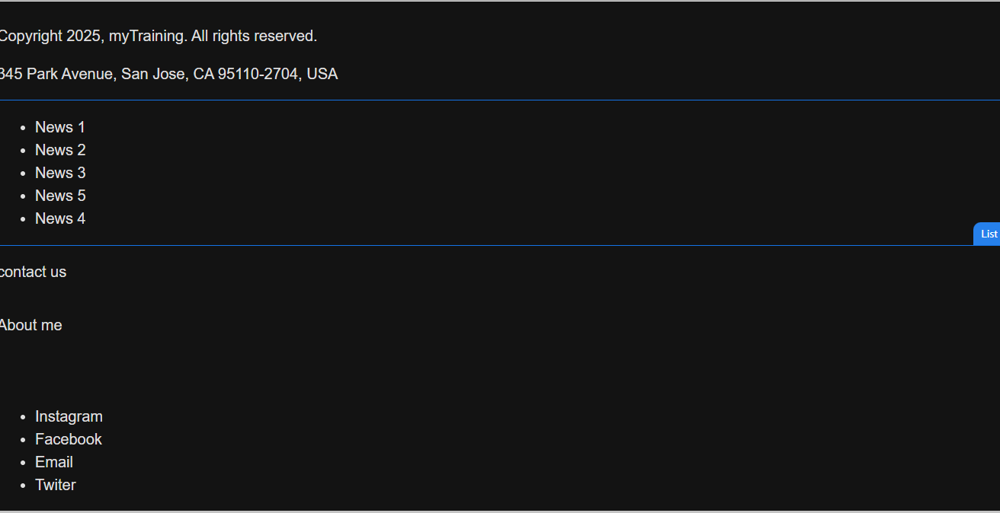 Copyright 2025, myTraining. All rights reserved.
345 Park Avenue, San Jose, CA 95110-2704, USA
News 1
News 2
News 3
News 5
News 4
List
contact us
About me
Instagram
Facebook
Email
Twiter